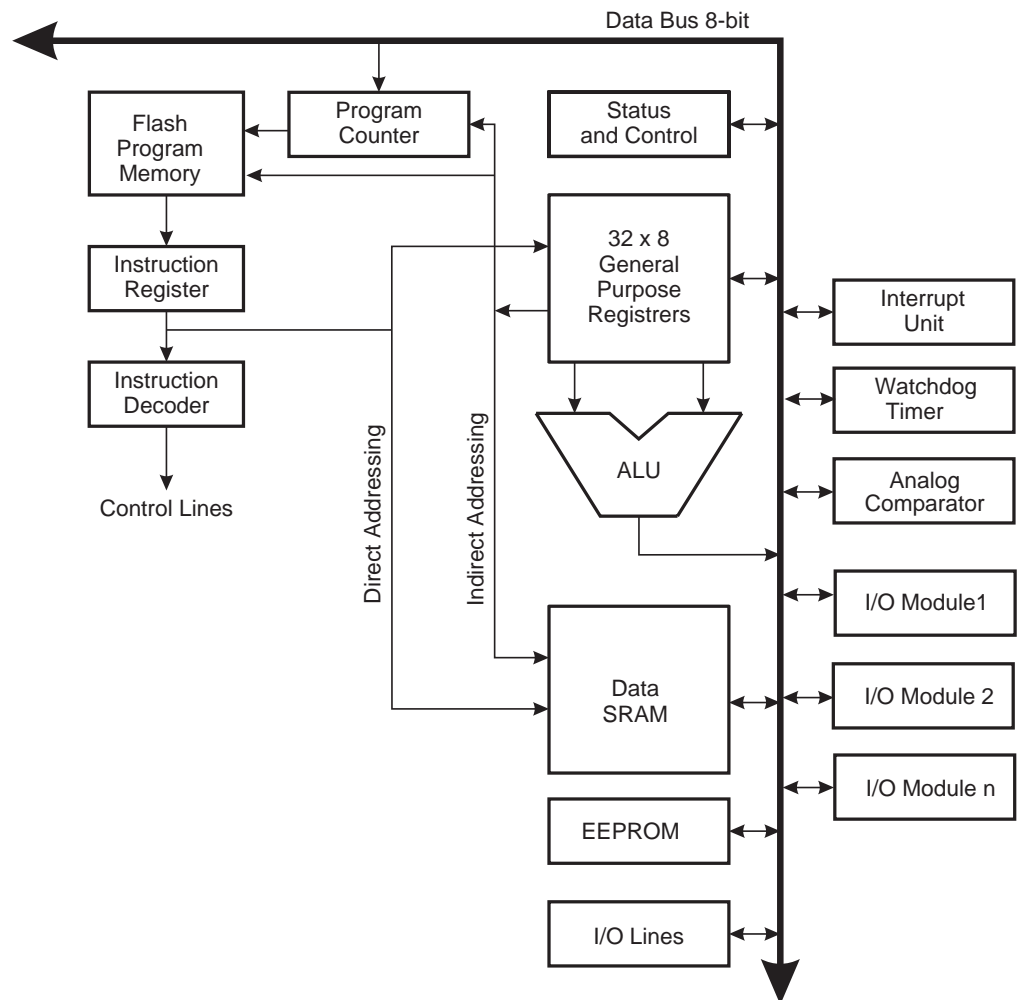 Data Bus 8-bit
Flash
Program
Memory
Program
Counter
Status
and Control
32 x 8
General
Purpose
Registrers
Instruction
Register
Instruction
Decoder
Control Lines
Direct Addressing
Indirect Addressing
ALU
Interrupt
Unit
Watchdog
Timer
Analog
Comparator
I/O Module1
Data
SRAM
I/O Module 2
I/O Module n
EEPROM
I/O Lines